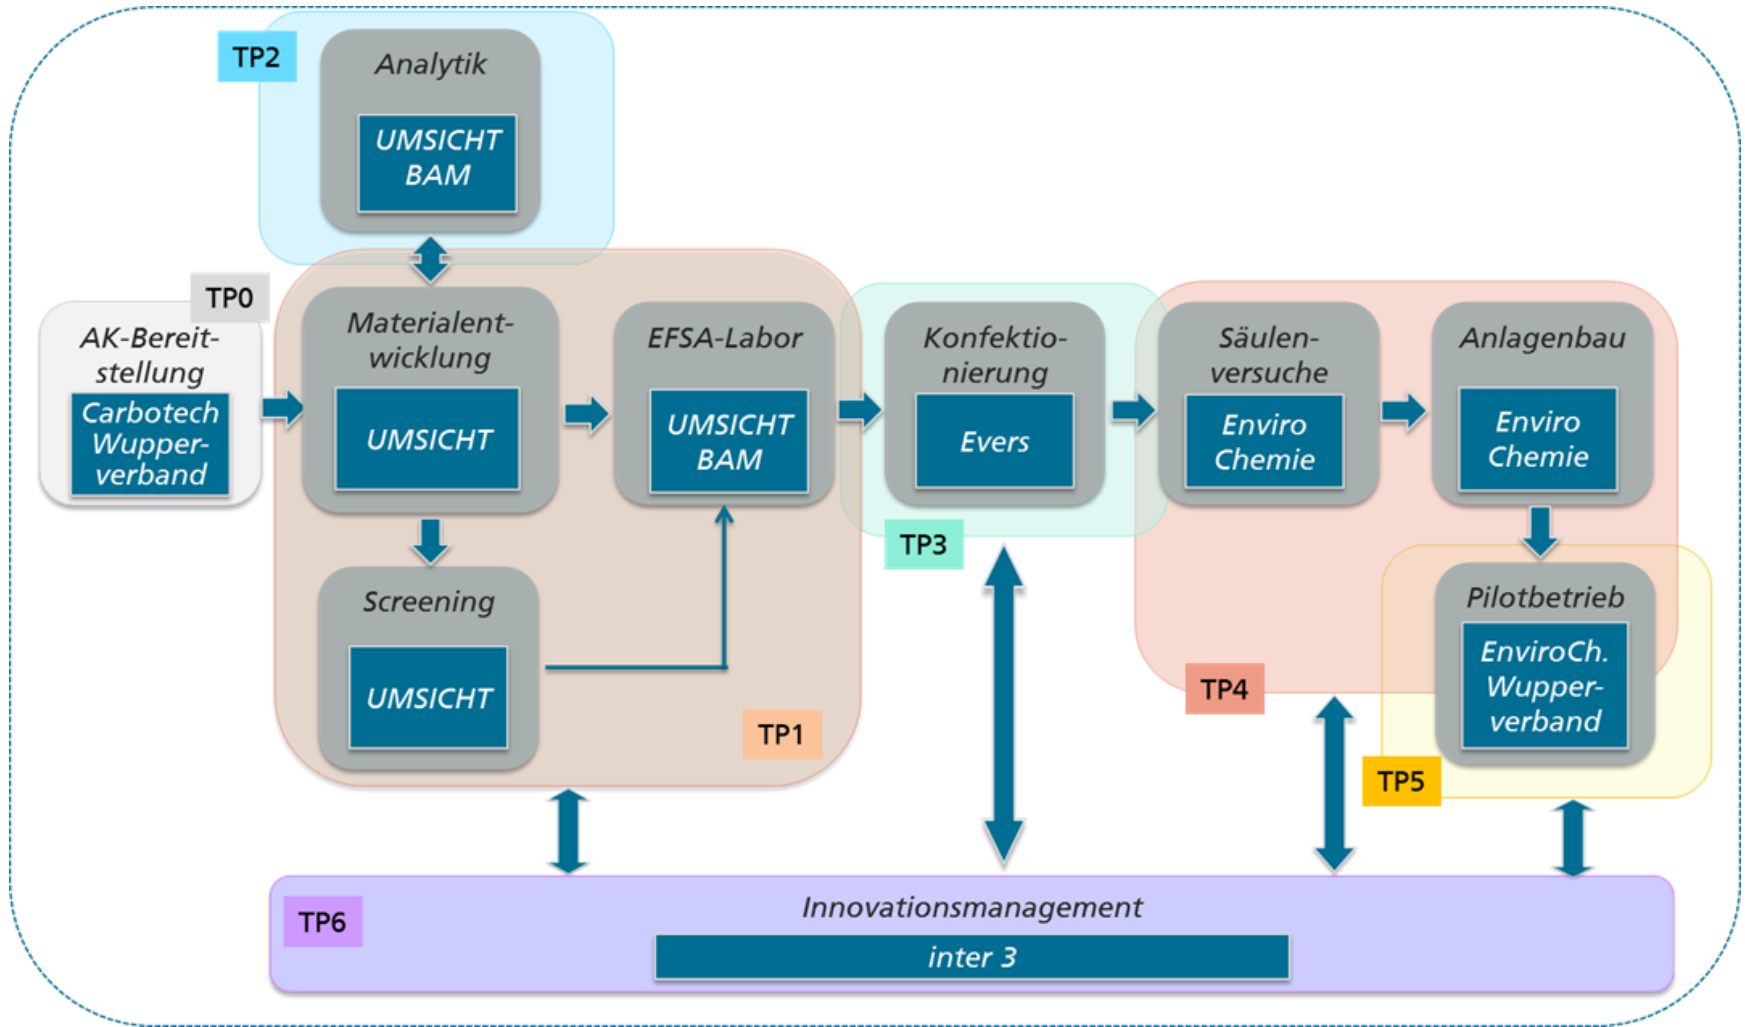 TP2
Analytik
UMSICHT
BAM
TP0
AK-Bereit-
stellung
Carbotech
Wupper-
verband
Materialent-
wicklung
UMSICHT
EFSA-Labor
UMSICHT
BAM
Screening
UMSICHT
TP1
Konfektio-
nierung
Evers
TP3
Säulen-
versuche
Enviro
Chemie
Anlagenbau
Enviro
Chemie
TP4
Pilotbetrieb
EnviroCh.
Wupper-
verband
TP5
TP6
Innovationsmanagement
inter 3